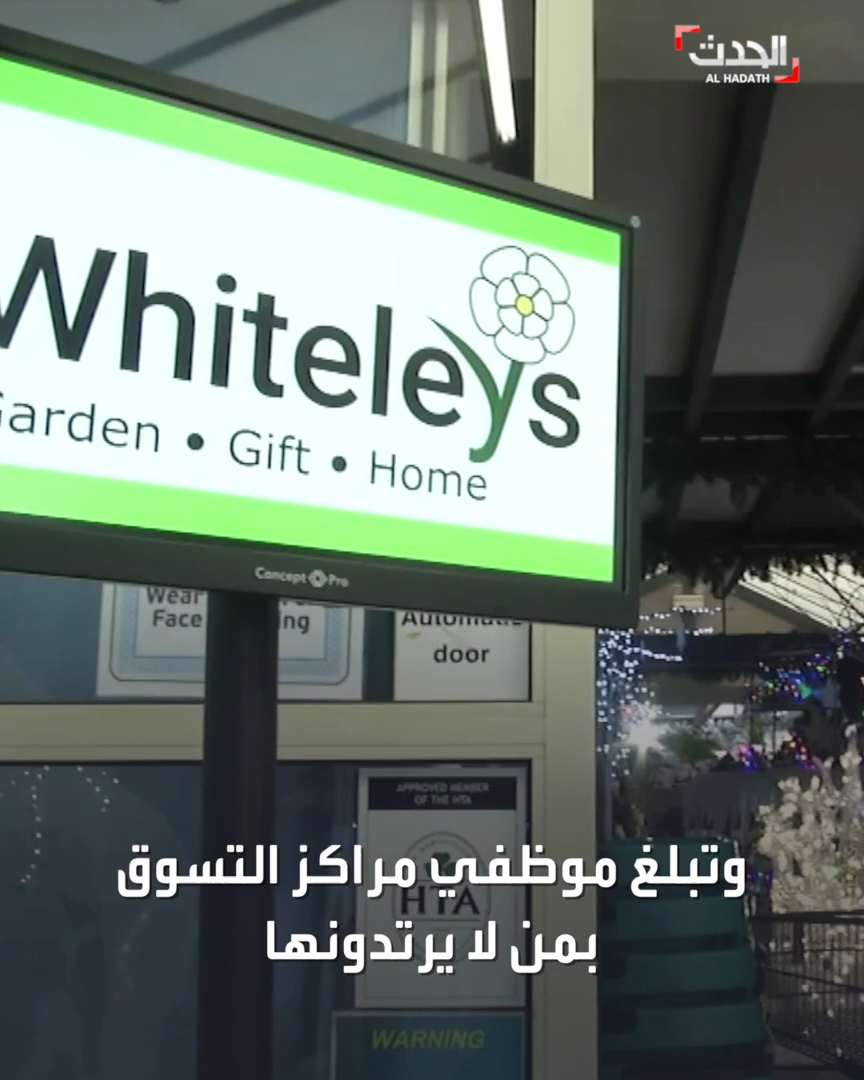 الحدث
AL HADATH
Whiteleys
Garden • Gift • Home
Concept Pro
Wear
Face
Automatic
door
APPROVED MEMBER
OF THE HTA
HTA
وتبلغ موظفي مراكز التسوق
بمن لا يرتدونها
WARNING